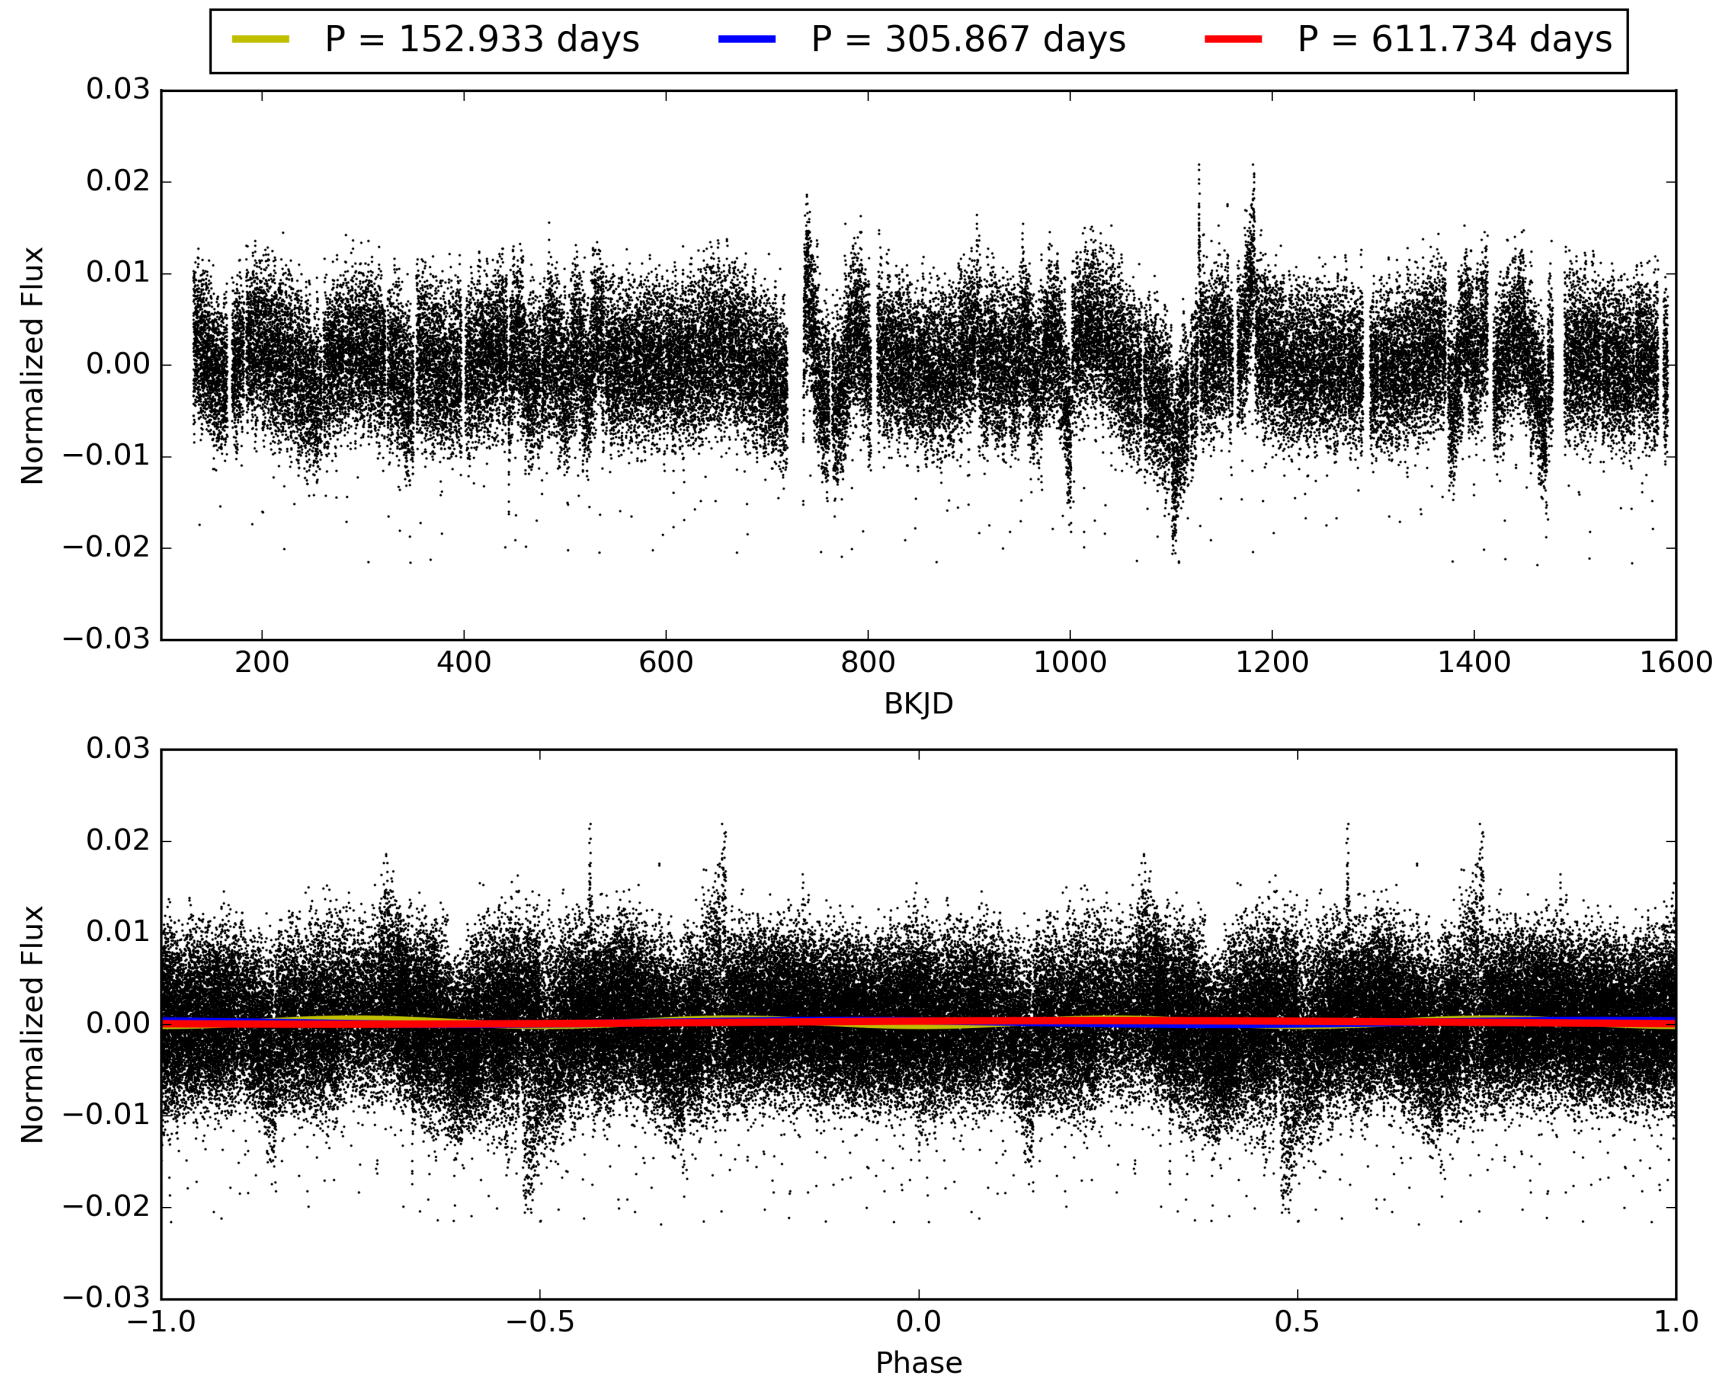 P = 152.933 days P = 305.867 days P = 611.734 days
0.03
0.02
0.01
0.00
−0.01
−0.02
−0.03
Normalized Flux
200 400 600 800 1000 1200 1400 1600
BKJD
0.03
0.02
0.01
0.00
−0.01
−0.02
−0.03
Normalized Flux
−1.0 −0.5 0.0 0.5 1.0
Phase